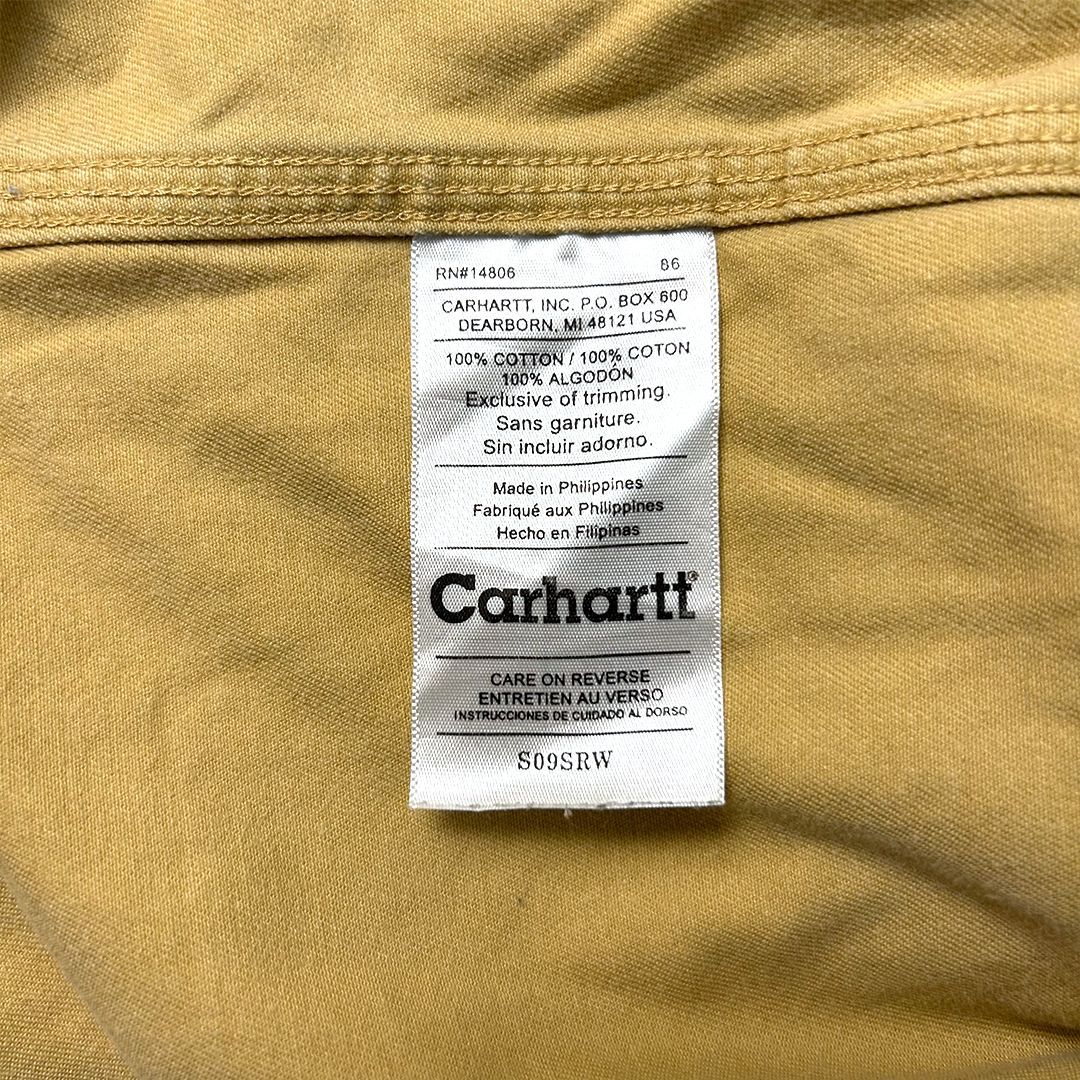 RN#14806 86
CARHARTT, INC. P.O. BOX 600
DEARBORN, MI 48121 USA
100% COTTON / 100% COTON
100% ALGODÓN
Exclusive of trimming.
Sans garniture.
Sin incluir adorno.
Made in Philippines
Fabriqué aux Philippines
Hecho en Filipinas
Carhartt®
CARE ON REVERSE
ENTRETIEN AU VERSO
INSTRUCCIONES DE CUIDADO AL DORSO
S09SRW